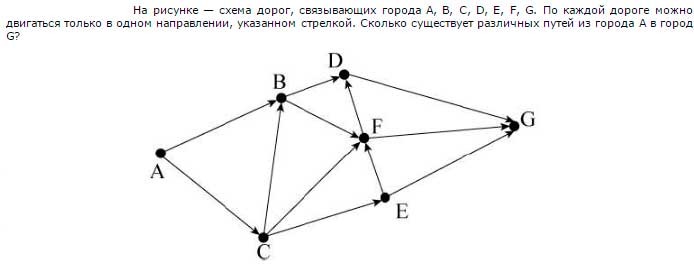 На рисунке — схема дорог, связывающих города A, B, C, D, E, F, G. По каждой дороге можно
двигаться только в одном направлении, указанном стрелкой. Сколько существует различных путей из города A в город
G?
D
B
G
F
A
E
C